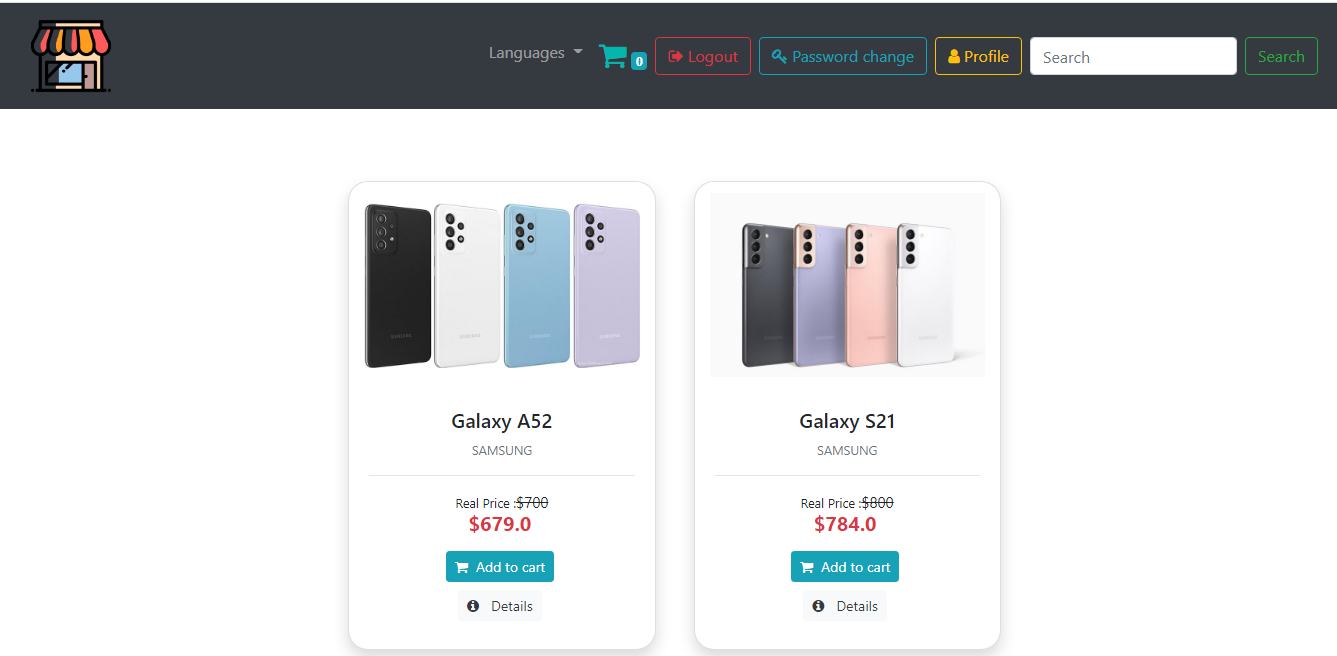 Languages
0
Logout
Password change
Profile
Search
Search
Galaxy A52
SAMSUNG
Real Price :$700
$679.0
Add to cart
Details
Galaxy S21
SAMSUNG
Real Price :$800
$784.0
Add to cart
Details